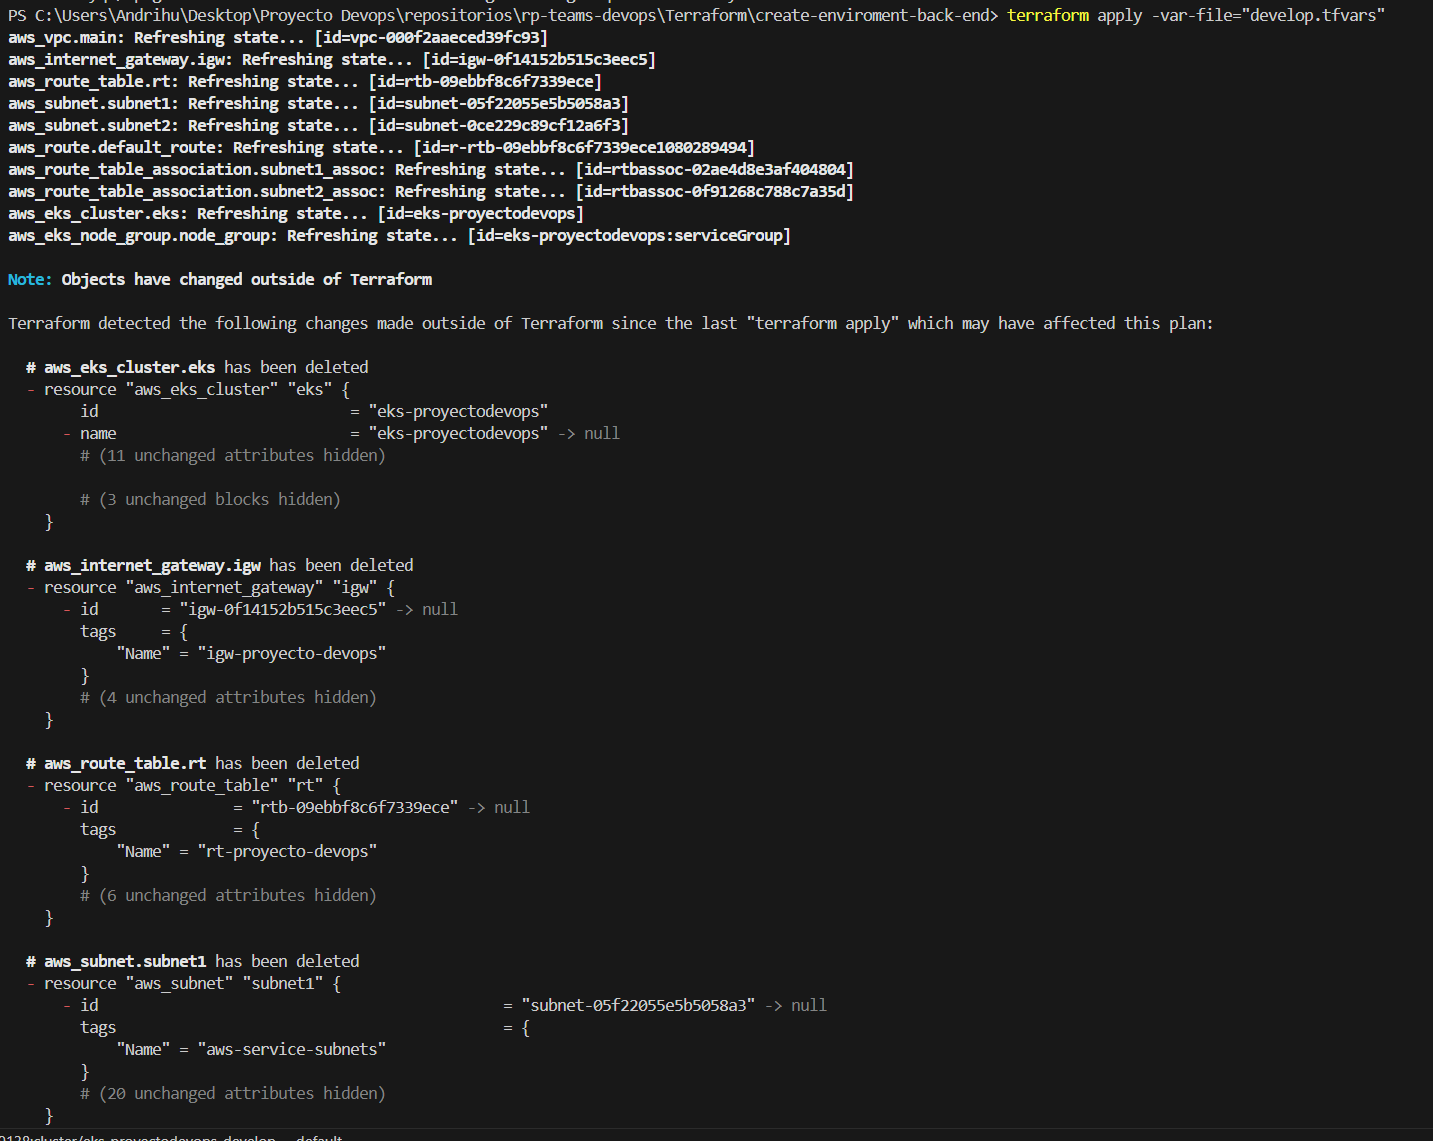 PS C:\Users\Andrihu\Desktop\Proyecto Devops\repositorios\rp-teams-devops\Terraform\create-enviroment-back-end> terraform apply -var-file="develop.tfvars"
aws_vpc.main: Refreshing state... [id=vpc-000f2aaeced39fc93]
aws_internet_gateway.igw: Refreshing state... [id=igw-0f14152b515c3eec5]
aws_route_table.rt: Refreshing state... [id=rtb-09ebbf8c6f7339ece]
aws_subnet.subnet1: Refreshing state... [id=subnet-05f22055e5b5058a3]
aws_subnet.subnet2: Refreshing state... [id=subnet-0ce229c89cf12a6f3]
aws_route.default_route: Refreshing state... [id=r-rtb-09ebbf8c6f7339ece1080289494]
aws_route_table_association.subnet1_assoc: Refreshing state... [id=rtbassoc-02ae4d8e3af404804]
aws_route_table_association.subnet2_assoc: Refreshing state... [id=rtbassoc-0f91268c788c7a35d]
aws_eks_cluster.eks: Refreshing state... [id=eks-proyectodevops]
aws_eks_node_group.node_group: Refreshing state... [id=eks-proyectodevops:serviceGroup]
Note: Objects have changed outside of Terraform
Terraform detected the following changes made outside of Terraform since the last "terraform apply" which may have affected this plan:
# aws_eks_cluster.eks has been deleted
- resource "aws_eks_cluster" "eks" {
id = "eks-proyectodevops"
- name = "eks-proyectodevops" -> null
# (11 unchanged attributes hidden)
# (3 unchanged blocks hidden)
}
# aws_internet_gateway.igw has been deleted
- resource "aws_internet_gateway" "igw" {
- id = "igw-0f14152b515c3eec5" -> null
tags = {
"Name" = "igw-proyecto-devops"
}
# (4 unchanged attributes hidden)
}
# aws_route_table.rt has been deleted
- resource "aws_route_table" "rt" {
- id = "rtb-09ebbf8c6f7339ece" -> null
tags = {
"Name" = "rt-proyecto-devops"
}
# (6 unchanged attributes hidden)
}
# aws_subnet.subnet1 has been deleted
- resource "aws_subnet" "subnet1" {
- id = "subnet-05f22055e5b5058a3" -> null
tags = {
"Name" = "aws-service-subnets"
}
# (20 unchanged attributes hidden)
}